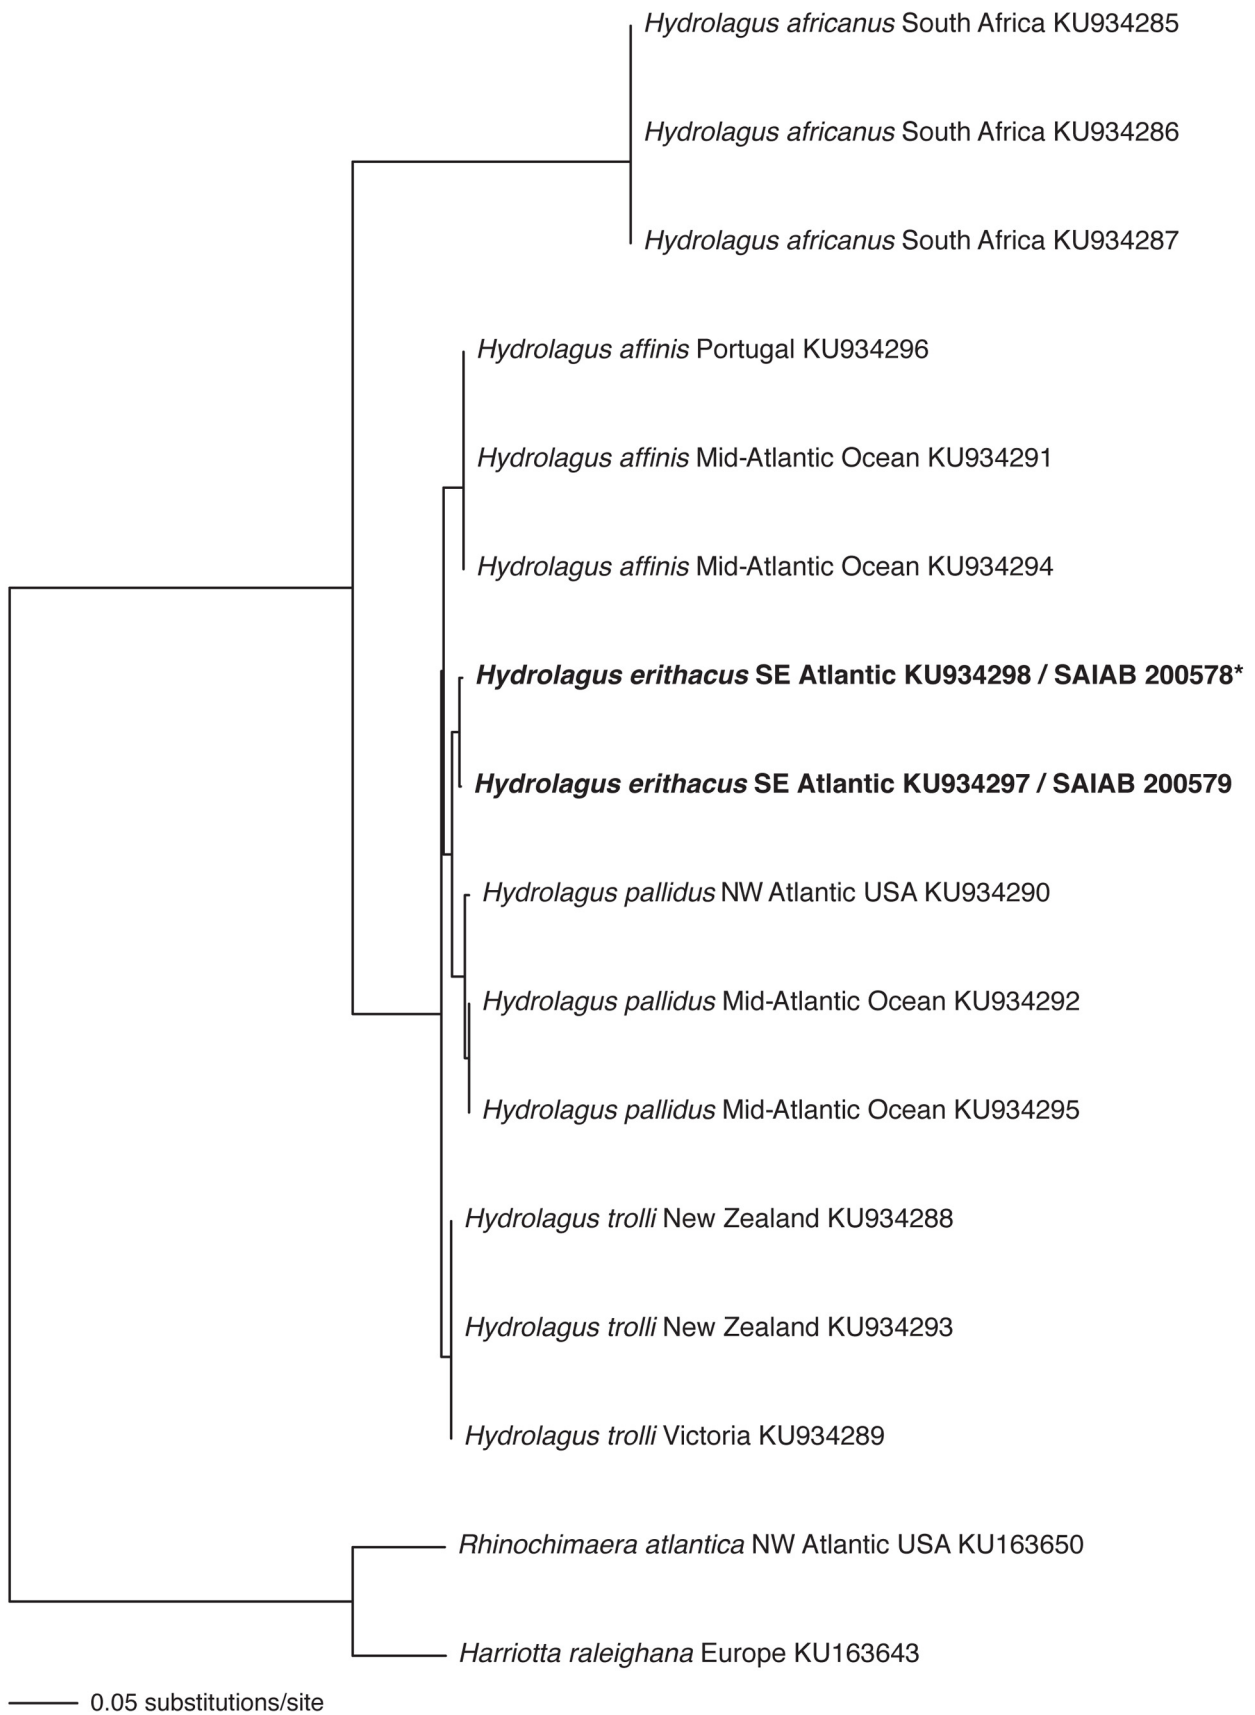 Hydrolagus africanus South Africa KU934285
Hydrolagus africanus South Africa KU934286
Hydrolagus africanus South Africa KU934287
Hydrolagus affinis Portugal KU934296
Hydrolagus affinis Mid-Atlantic Ocean KU934291
Hydrolagus affinis Mid-Atlantic Ocean KU934294
Hydrolagus erithacus SE Atlantic KU934298 / SAIAB 200578*
Hydrolagus erithacus SE Atlantic KU934297 / SAIAB 200579
Hydrolagus pallidus NW Atlantic USA KU934290
Hydrolagus pallidus Mid-Atlantic Ocean KU934292
Hydrolagus pallidus Mid-Atlantic Ocean KU934295
Hydrolagus trolli New Zealand KU934288
Hydrolagus trolli New Zealand KU934293
Hydrolagus trolli Victoria KU934289
Rhinochimaera atlantica NW Atlantic USA KU163650
Harriotta raleighana Europe KU163643
0.05 substitutions/site